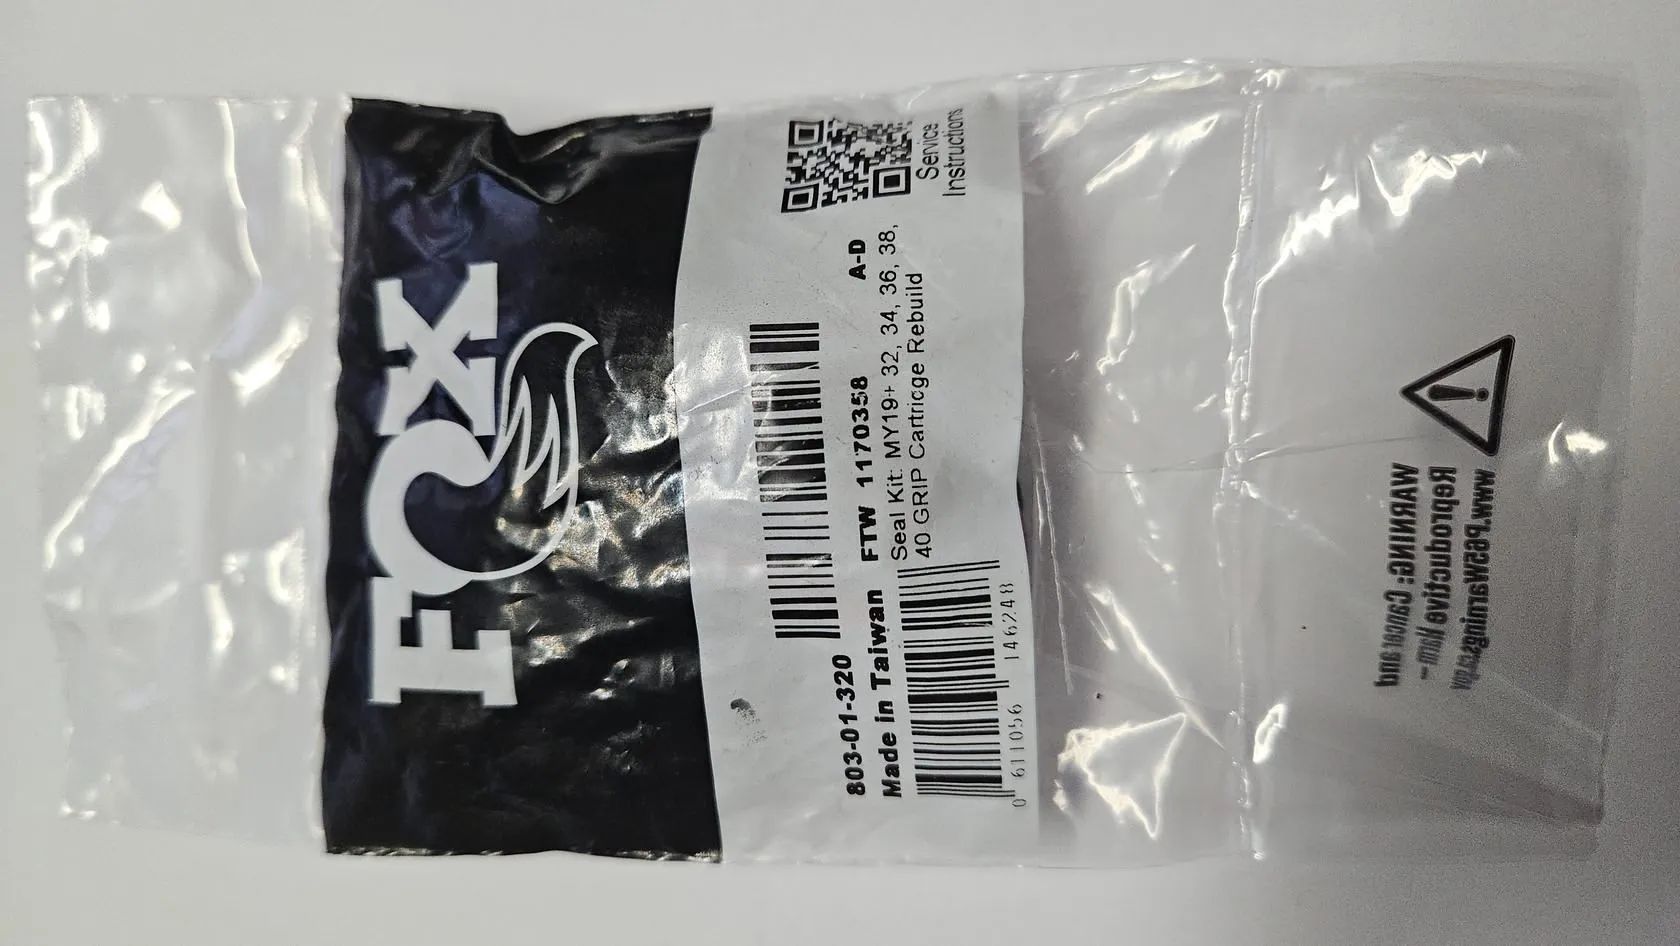 FOX
803-01-320
A-D
Made in Taiwan FTW 1170358
Seal Kit: MY19+ 32, 34, 36, 38,
40 GRIP Cartridge Rebuild
0 611056 146248
Service
Instructions
WARNING: Cancer and
Reproductive Harm -
www.P65Warnings.ca.gov